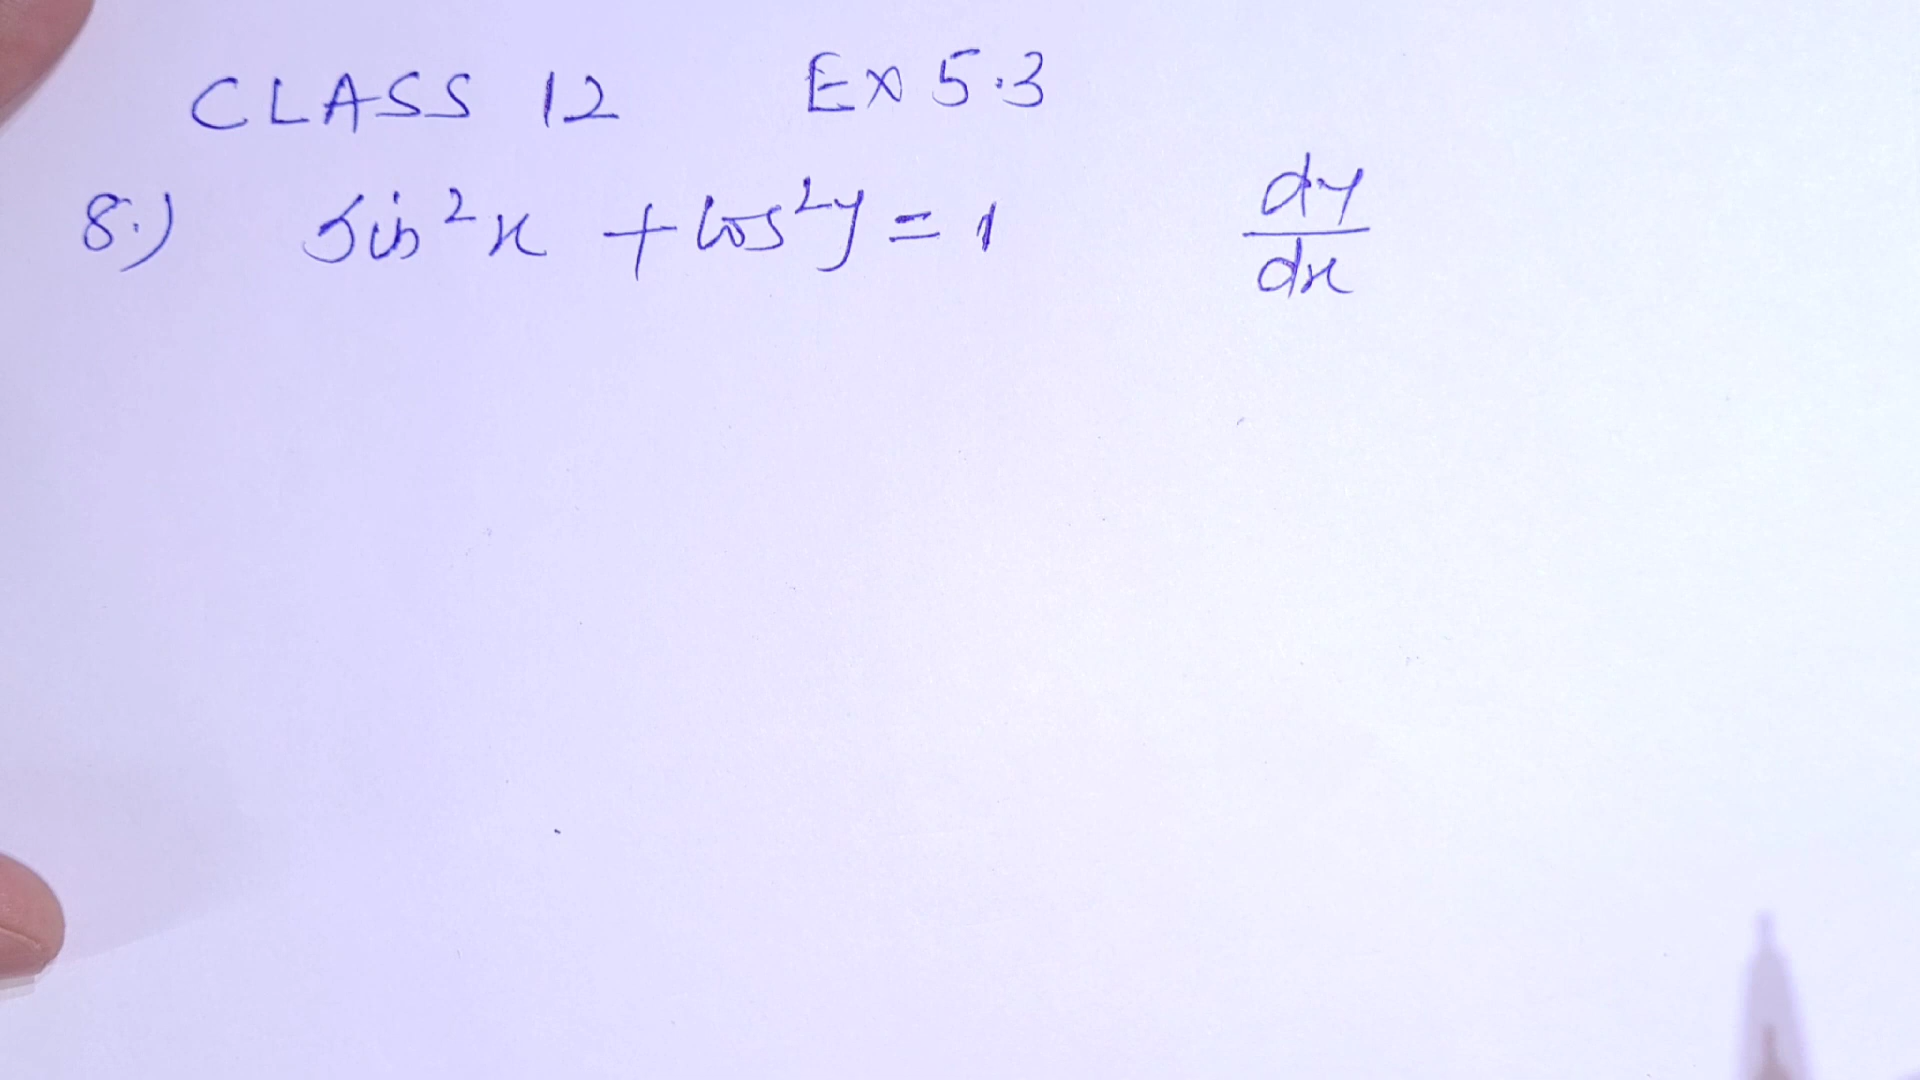 CLASS 12 EX 5.3
8.) sin²x + cos²y = 1 dy/dx